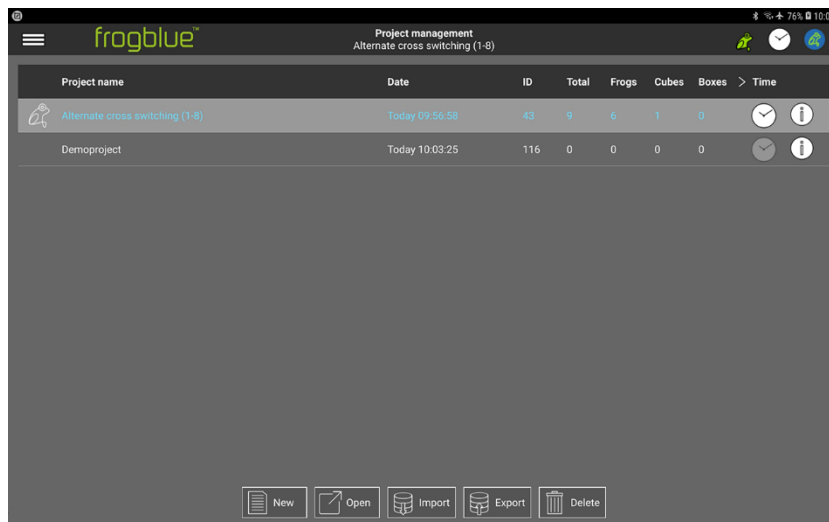 76% 10:0
frogblue™
Project management
Alternate cross switching (1-8)
Project name Date ID Total Frogs Cubes Boxes > Time
Alternate cross switching (1-8) Today 09:56:58 43 9 6 1 0
Demoproject Today 10:03:25 116 0 0 0 0
New Open Import Export Delete